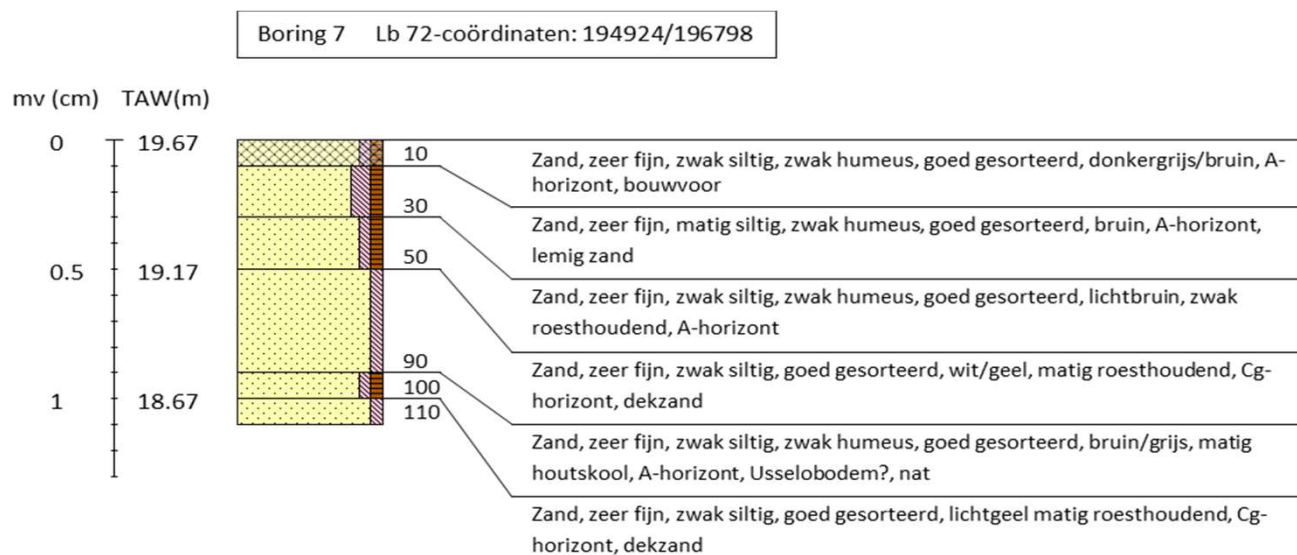 Boring 7 Lb 72-coördinaten: 194924/196798
mv (cm) TAW(m)
0 19.67
10
Zand, zeer fijn, zwak siltig, zwak humeus, goed gesorteerd, donkergrijs/bruin, A-
horizont, bouwvoor
30
Zand, zeer fijn, matig siltig, zwak humeus, goed gesorteerd, bruin, A-horizont,
lemig zand
50
0.5 19.17
Zand, zeer fijn, zwak siltig, zwak humeus, goed gesorteerd, lichtbruin, zwak
roesthoudend, A-horizont
90
Zand, zeer fijn, zwak siltig, goed gesorteerd, wit/geel, matig roesthoudend, Cg-
horizont, dekzand
100
1 18.67
110
Zand, zeer fijn, zwak siltig, zwak humeus, goed gesorteerd, bruin/grijs, matig
houtskool, A-horizont, Usselobodem?, nat
Zand, zeer fijn, zwak siltig, goed gesorteerd, lichtgeel matig roesthoudend, Cg-
horizont, dekzand